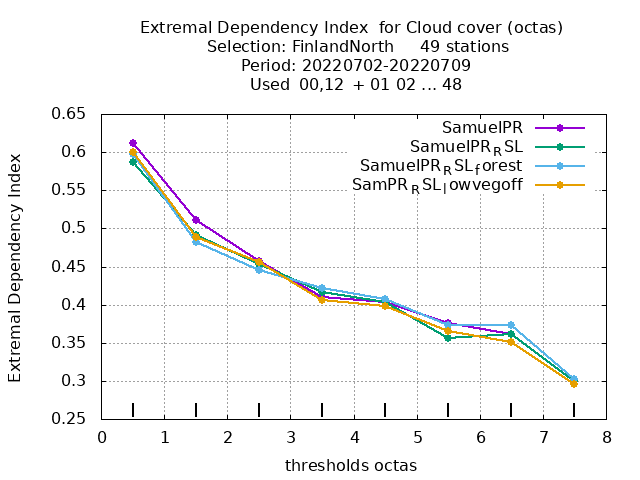 Extremal Dependency Index  for Cloud cover (octas)
Selection: FinlandNorth     49 stations
Period: 20220702-20220709
Used  00,12  + 01 02 ... 48
SamuelPR
SamuelPR_RSL
SamuelPR_RSL_forest
SamPR_RSL_lowvegoff
Extremal Dependency Index
0.65
0.6
0.55
0.5
0.45
0.4
0.35
0.3
0.25
0 1 2 3 4 5 6 7 8
thresholds octas